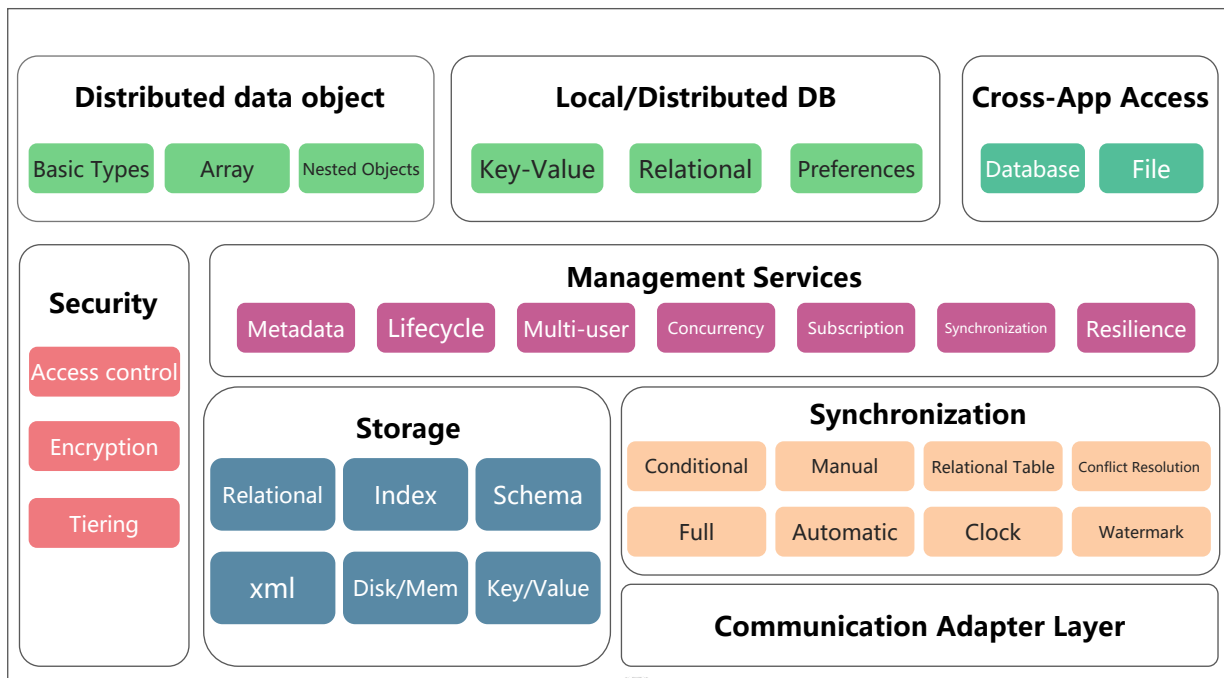 Distributed data object
Basic Types
Array
Nested Objects
Local/Distributed DB
Key-Value
Relational
Preferences
Cross-App Access
Database
File
Security
Access control
Encryption
Tiering
Management Services
Metadata
Lifecycle
Multi-user
Concurrency
Subscription
Synchronization
Resilience
Storage
Relational
Index
Schema
xml
Disk/Mem
Key/Value
Synchronization
Conditional
Manual
Relational Table
Conflict Resolution
Full
Automatic
Clock
Watermark
Communication Adapter Layer